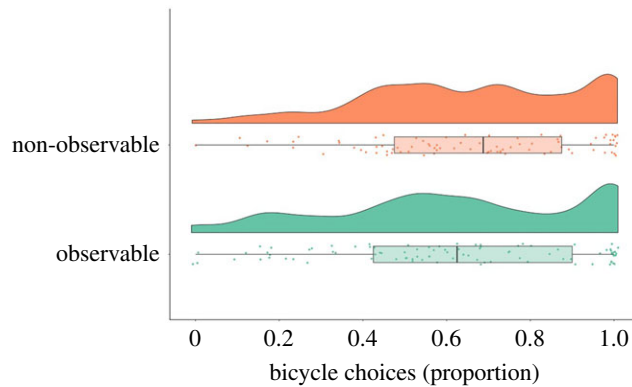 non-observable
observable
0 0.2 0.4 0.6 0.8 1.0
bicycle choices (proportion)